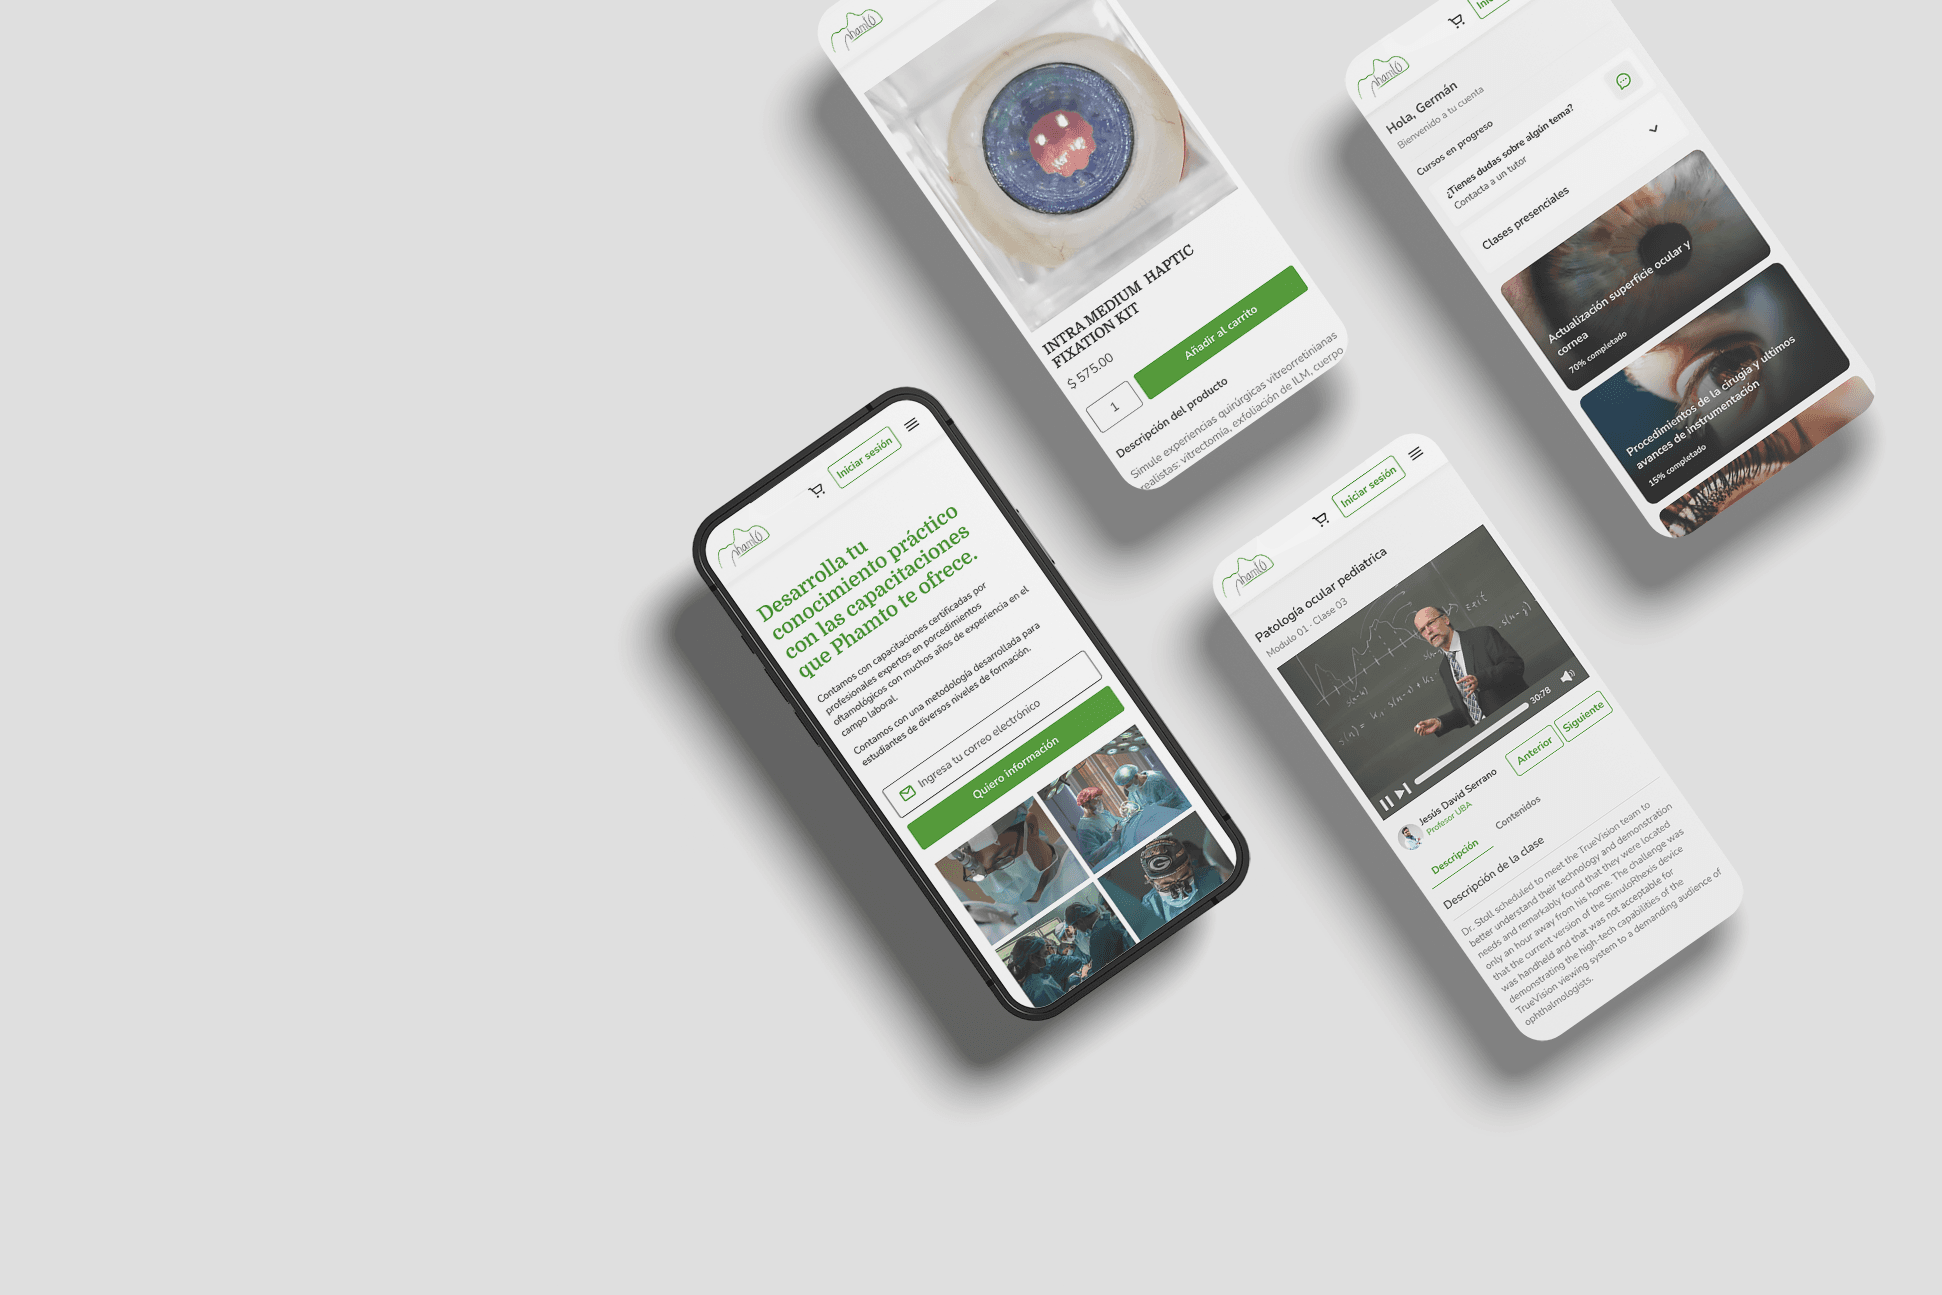 Phamtö
INTRA MEDIUM HAPTIC
FIXATION KIT
$ 575.00
1
Añadir al carrito
Descripción del producto
Simule experiencias quirúrgicas vitreorretinianas
realistas: vitrectomía, exfoliación de ILM, cuerpo
Phamtö
Hola, Germán
Bienvenido a tu cuenta
Cursos en progreso
¿Tienes dudas sobre algún tema?
Contacta a un tutor
Clases presenciales
Actualización superficie ocular y
cornea
70% completado
Procedimientos de la cirugia y ultimos
avances de instrumentación
15% completado
Iniciar sesión
Phamtö
Desarrolla tu
conocimiento práctico
con las capacitaciones
que Phamto te ofrece.
Contamos con capacitaciones certificadas por
profesionales expertos en porcedimientos
oftamológicos con muchos años de experiencia en el
campo laboral.
Contamos con una metodología desarrollada para
estudiantes de diversos niveles de formación.
Ingresa tu correo electrónico
Quiero información
G
Iniciar sesión
Phamtö
Patología ocular pediatrica
Modulo 01 - Clase 03
30:78
Anterior
Siguiente
Jesús David Serrano
Profesor UBA
Descripción
Contenidos
Descripción de la clase
Dr. Stoll scheduled to meet the TrueVision team to
better understand their technology and demonstration
needs and remarkably found that they were located
only an hour away from his home. The challenge was
that the current version of the SimuloRhexis device
was handheld and that was not acceptable for
demonstrating the high-tech capabilities of the
TrueVision viewing system to a demanding audience of
ophthalmologists.